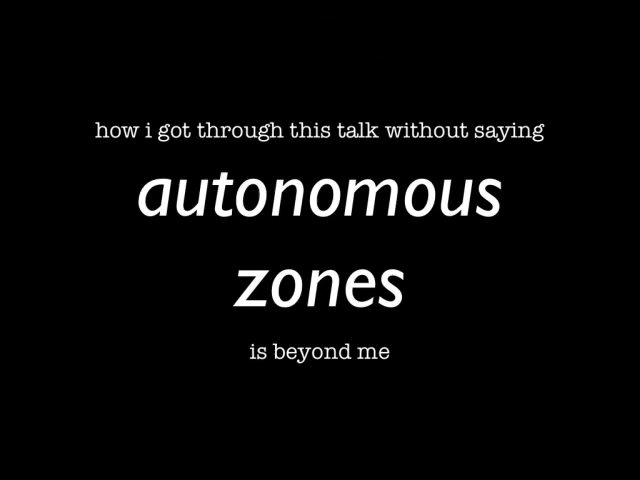 how i got through this talk without saying
autonomous
zones
is beyond me